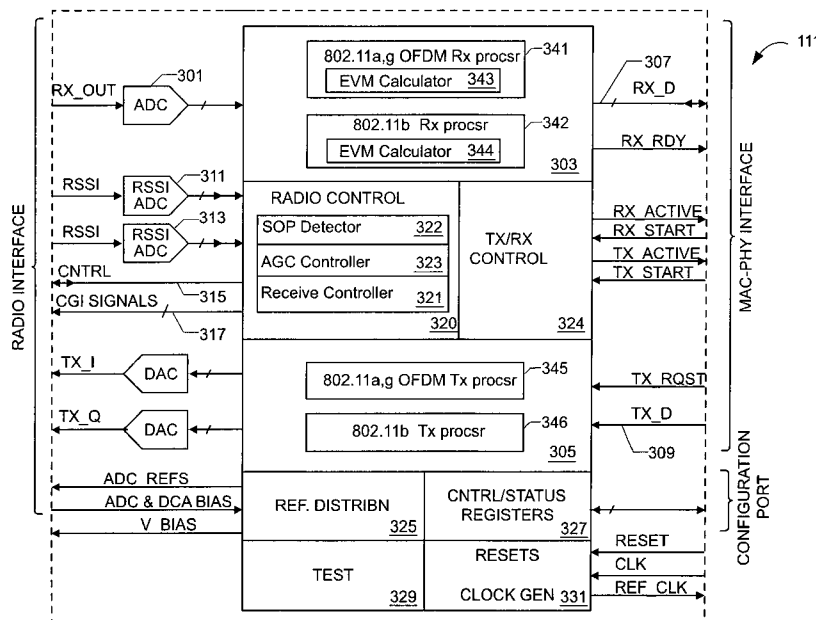 111
RADIO INTERFACE
301
RX_OUT
ADC
802.11a,g OFDM Rx procsr
EVM Calculator 343
341
802.11b Rx procsr
EVM Calculator 344
342
303
307
RX_D
RX_RDY
MAC-PHY INTERFACE
RSSI
RSSI ADC
311
RSSI
RSSI ADC
313
CNTRL
315
CGI SIGNALS
317
RADIO CONTROL
SOP Detector 322
AGC Controller 323
Receive Controller 321
320
TX/RX
CONTROL
324
RX_ACTIVE
RX_START
TX_ACTIVE
TX_START
TX_I
DAC
TX_Q
DAC
802.11a,g OFDM Tx procsr
345
802.11b Tx procsr
346
305
TX_RQST
TX_D
309
ADC_REFS
ADC & DCA BIAS
V_BIAS
REF. DISTRIBN 325
CNTRL/STATUS
REGISTERS 327
CONFIGURATION
PORT
TEST
329
RESETS
CLOCK GEN 331
RESET
CLK
REF_CLK